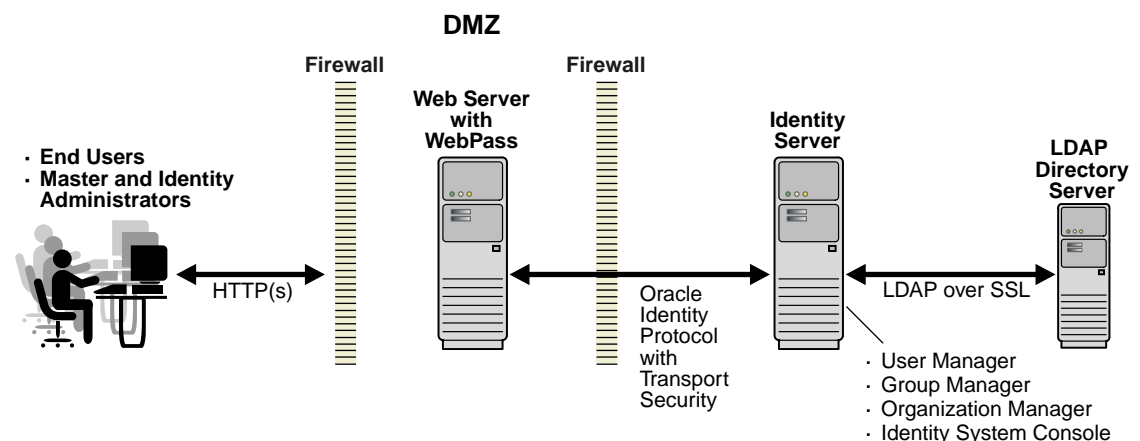 DMZ
Firewall
Firewall
Web Server
with
WebPass
Identity
Server
LDAP
Directory
Server
· End Users
· Master and Identity
Administrators
HTTP(s)
Oracle
Identity
Protocol
with
Transport
Security
LDAP over SSL
· User Manager
· Group Manager
· Organization Manager
· Identity System Console